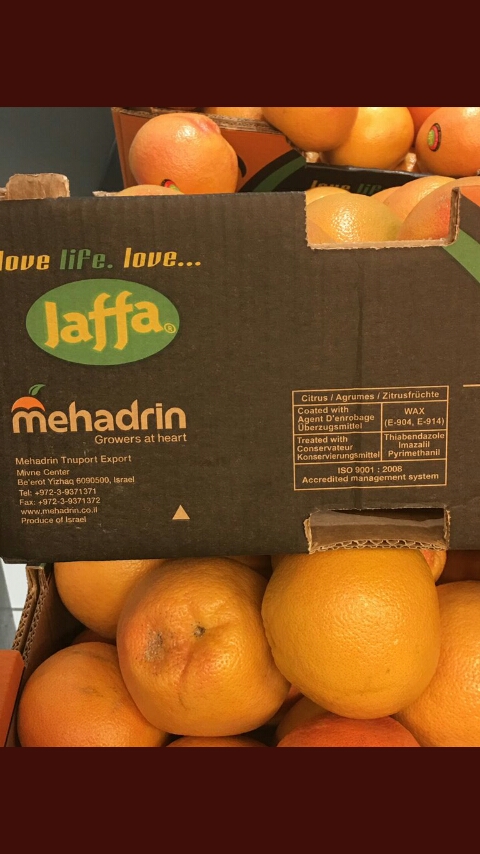 love life. love...
Jaffa®
mehadrin
Growers at heart
Mehadrin Tnuport Export
Mivne Center
Be'erot Yizhaq 6090500, Israel
Tel: +972-3-9371371
Fax: +972-3-9371372
www.mehadrin.co.il
Produce of Israel
Citrus / Agrumes / Zitrusfrüchte
Coated with
Agent D'enrobage
Überzugsmittel
WAX
(E-904, E-914)
Treated with
Conservateur
Konservierungsmittel
Thiabendazole
Imazalil
Pyrimethanil
ISO 9001 : 2008
Accredited management system